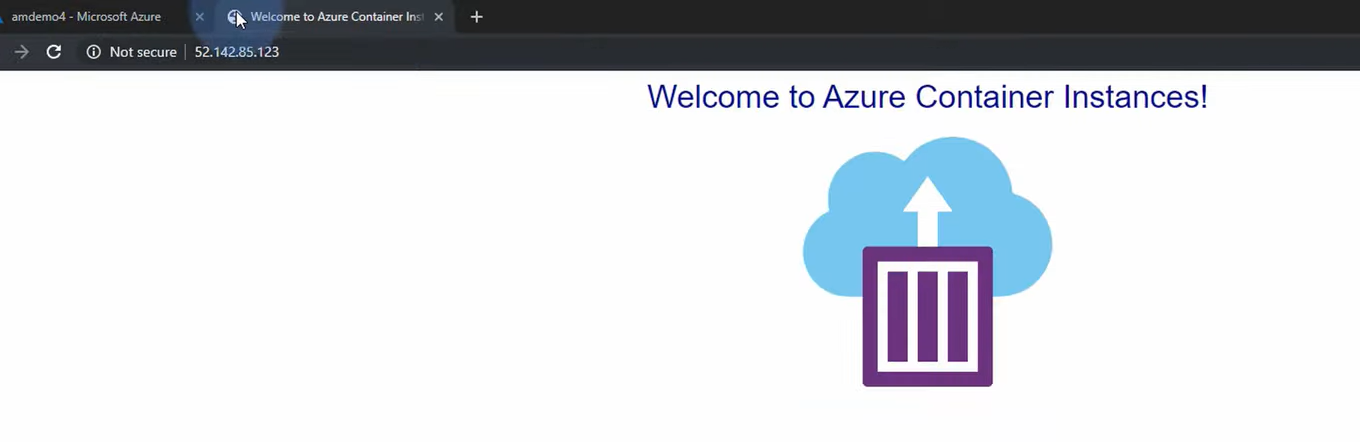 amdemo4 - Microsoft Azure
Welcome to Azure Container Inst
Not secure
52.142.85.123
Welcome to Azure Container Instances!